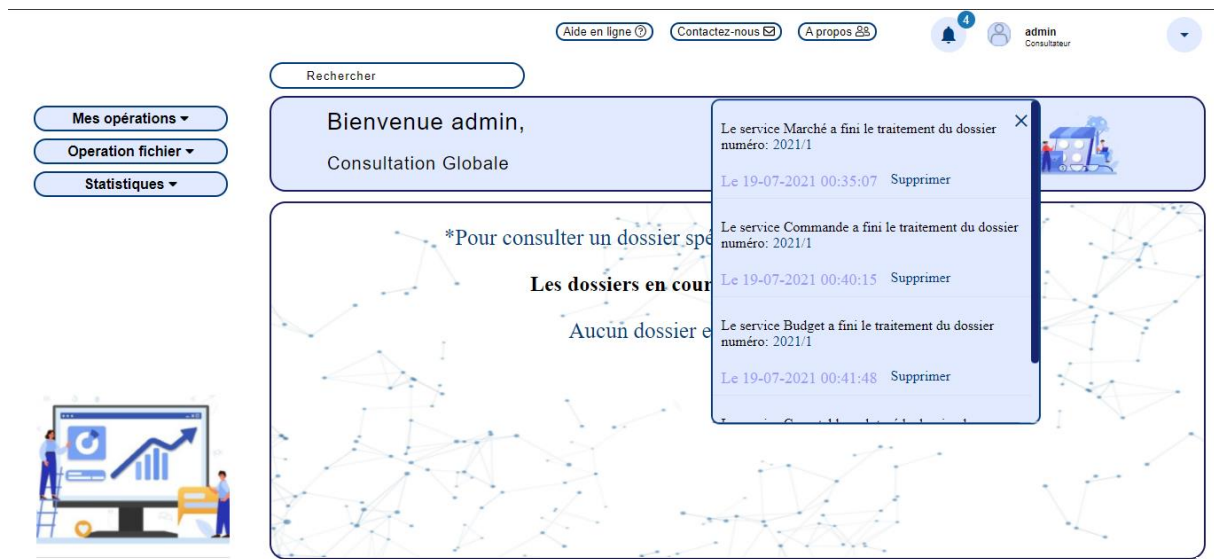 Aide en ligne
Contactez-nous
A propos
4
admin
Consultateur
Rechercher
Mes opérations
Operation fichier
Statistiques
Bienvenue admin,
Consultation Globale
Le service Marché a fini le traitement du dossier
numéro: 2021/1
Le 19-07-2021 00:35:07 Supprimer
Le service Commande a fini le traitement du dossier
numéro: 2021/1
Le 19-07-2021 00:40:15 Supprimer
Le service Budget a fini le traitement du dossier
numéro: 2021/1
Le 19-07-2021 00:41:48 Supprimer
*Pour consulter un dossier spé
Les dossiers en cour
Aucun dossier e